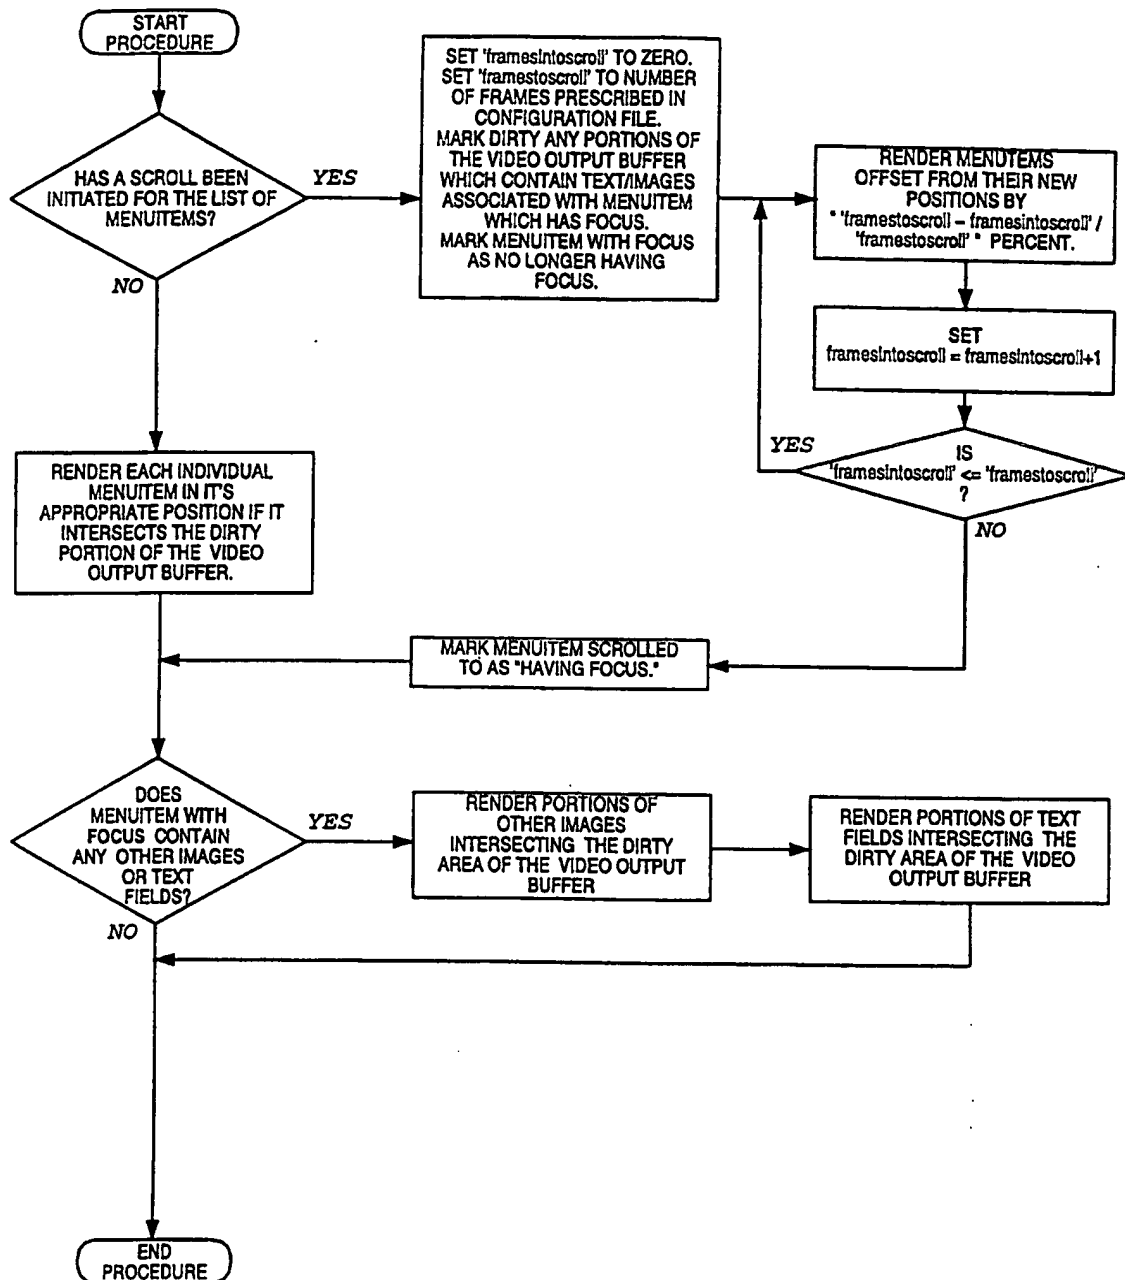 START
PROCEDURE
HAS A SCROLL BEEN
INITIATED FOR THE LIST OF
MENUITEMS?
YES
NO
SET 'framesintoscroll' TO ZERO.
SET 'framestoscroll' TO NUMBER
OF FRAMES PRESCRIBED IN
CONFIGURATION FILE.
MARK DIRTY ANY PORTIONS OF
THE VIDEO OUTPUT BUFFER
WHICH CONTAIN TEXT/IMAGES
ASSOCIATED WITH MENUITEM
WHICH HAS FOCUS.
MARK MENUITEM WITH FOCUS
AS NO LONGER HAVING
FOCUS.
RENDER MENUTEMS
OFFSET FROM THEIR NEW
POSITIONS BY
" 'framestoscroll – framesintoscroll' /
'framestoscroll' " PERCENT.
SET
framesintoscroll = framesintoscroll+1
IS
'framesintoscroll' <= 'framestoscroll'
?
YES
NO
RENDER EACH INDIVIDUAL
MENUITEM IN IT'S
APPROPRIATE POSITION IF IT
INTERSECTS THE DIRTY
PORTION OF THE VIDEO
OUTPUT BUFFER.
MARK MENUITEM SCROLLED
TO AS "HAVING FOCUS."
DOES
MENUITEM WITH
FOCUS CONTAIN
ANY OTHER IMAGES
OR TEXT
FIELDS?
YES
NO
RENDER PORTIONS OF
OTHER IMAGES
INTERSECTING THE DIRTY
AREA OF THE VIDEO OUTPUT
BUFFER
RENDER PORTIONS OF TEXT
FIELDS INTERSECTING THE
DIRTY AREA OF THE VIDEO
OUTPUT BUFFER
END
PROCEDURE